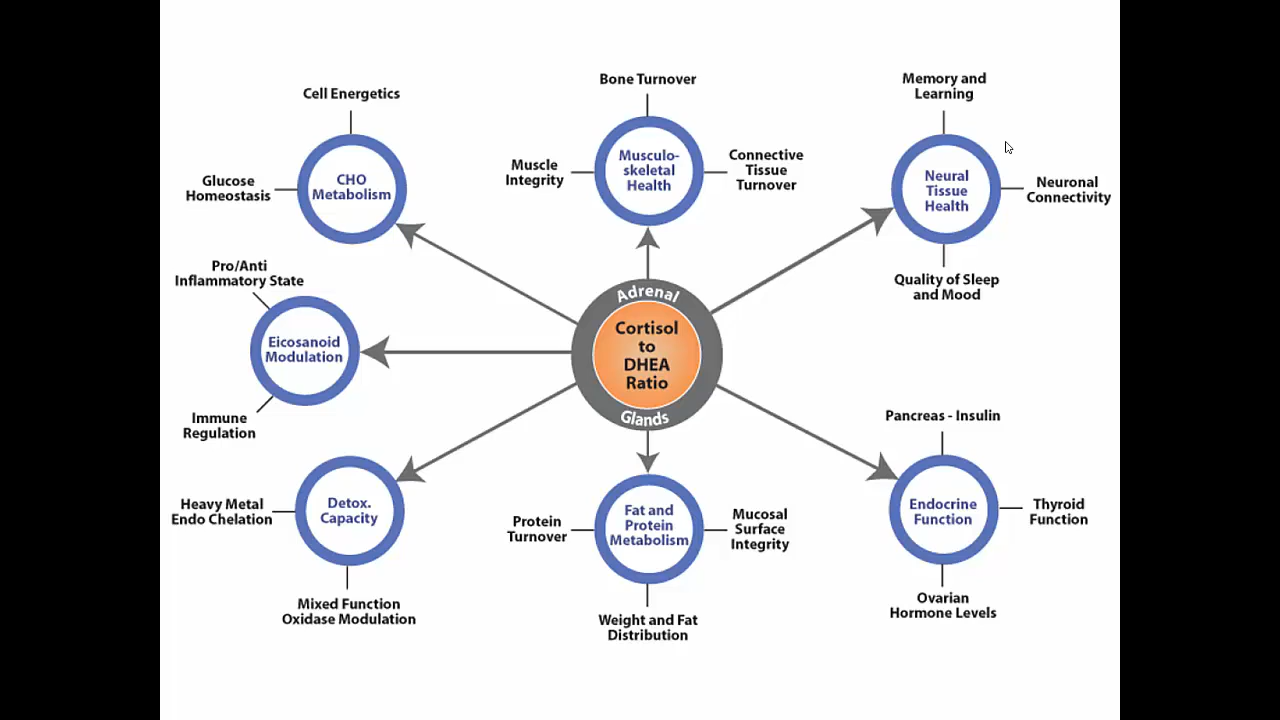 Cell Energetics
Glucose
Homeostasis
CHO
Metabolism
Bone Turnover
Muscle
Integrity
Musculo-
skeletal
Health
Connective
Tissue
Turnover
Memory and
Learning
Neural
Tissue
Health
Neuronal
Connectivity
Quality of Sleep
and Mood
Pro/Anti
Inflammatory State
Eicosanoid
Modulation
Immune
Regulation
Adrenal
Cortisol
to
DHEA
Ratio
Glands
Pancreas - Insulin
Endocrine
Function
Thyroid
Function
Ovarian
Hormone Levels
Heavy Metal
Endo Chelation
Detox.
Capacity
Mixed Function
Oxidase Modulation
Protein
Turnover
Fat and
Protein
Metabolism
Mucosal
Surface
Integrity
Weight and Fat
Distribution